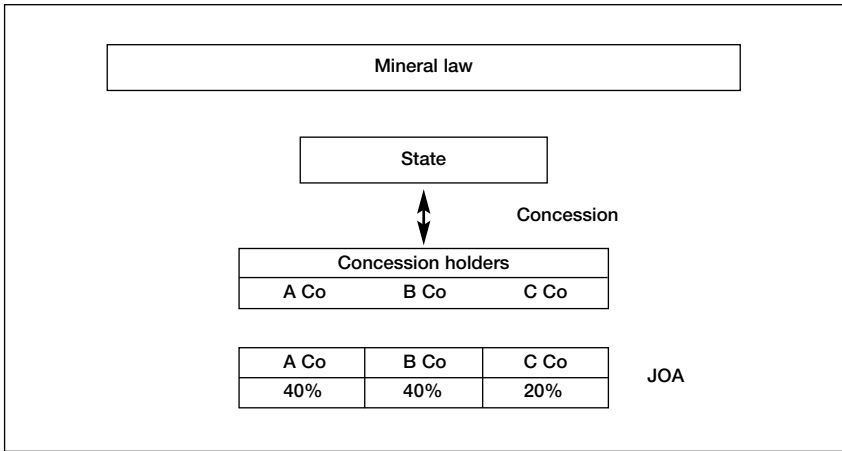 Mineral law
State
Concession
Concession holders
A Co B Co C Co
A Co B Co C Co
JOA
40% 40% 20%